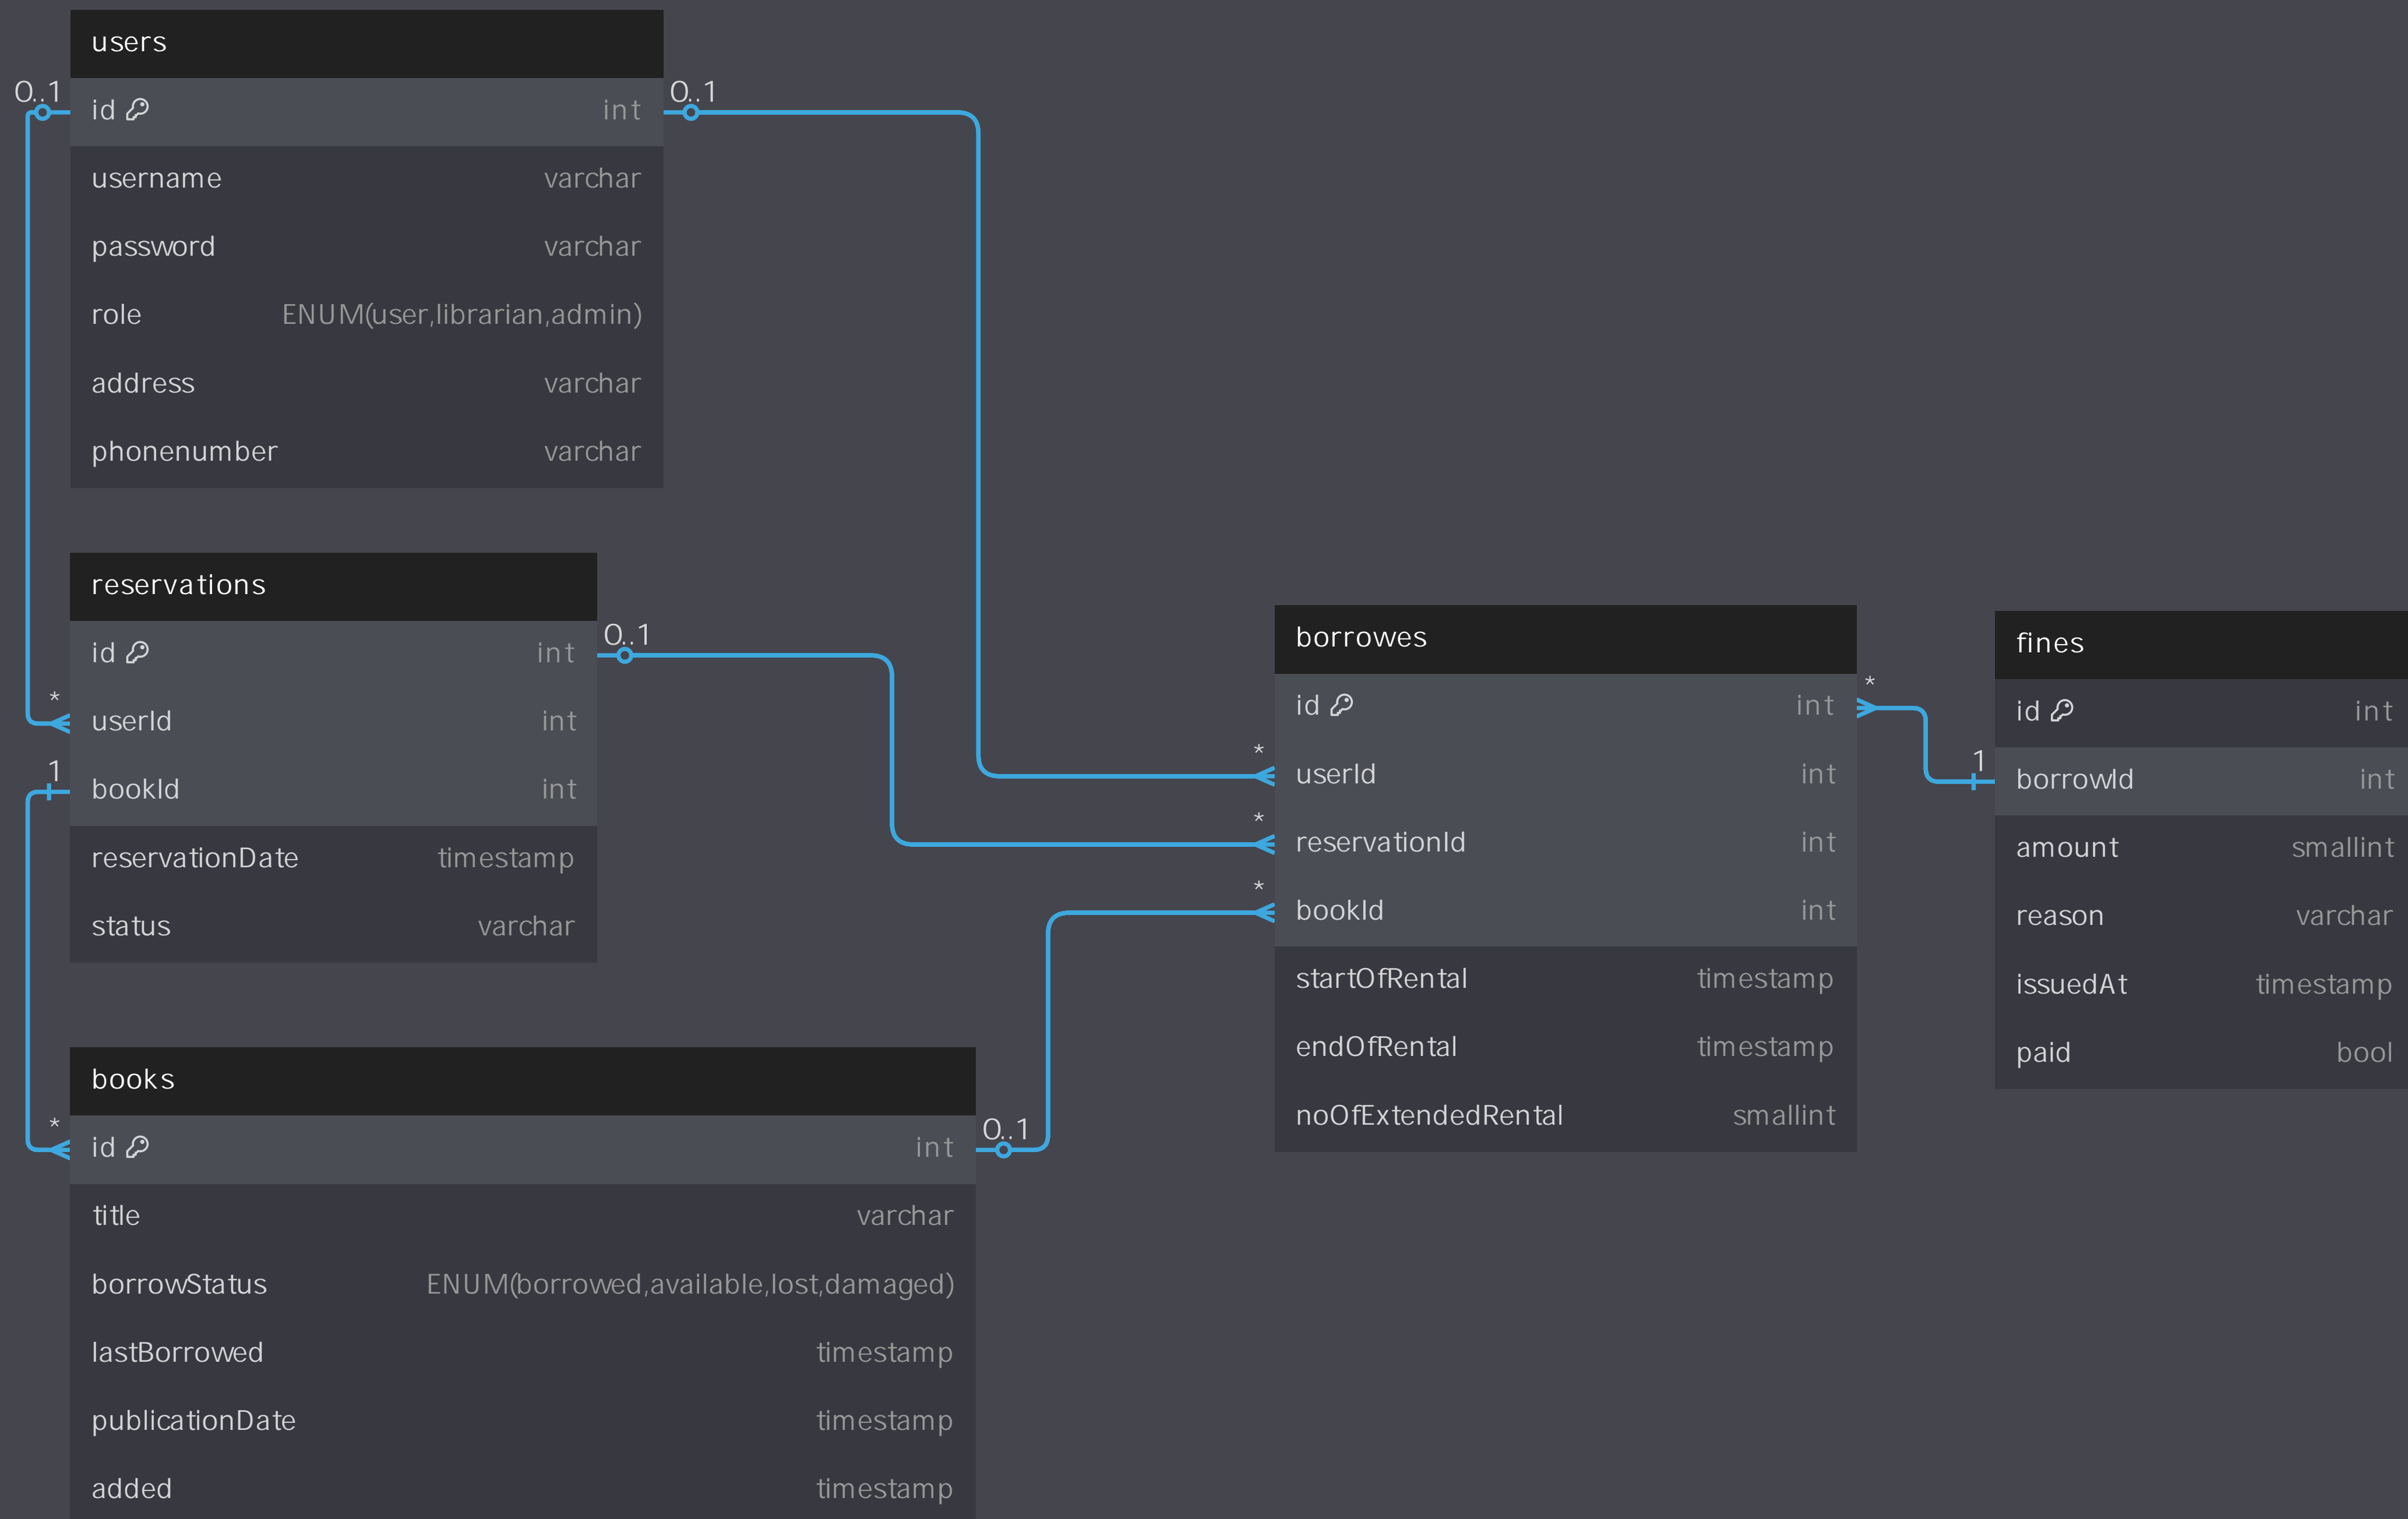 users
0..1
0..1
id int
username varchar
password varchar
role ENUM(user,librarian,admin)
address varchar
phonenumber varchar
reservations
0..1
id int
*
userId int
1
bookId int
reservationDate timestamp
status varchar
books
*
0..1
id int
title varchar
borrowStatus ENUM(borrowed,available,lost,damaged)
lastBorrowed timestamp
publicationDate timestamp
added timestamp
borrowes
*
id int
*
userId int
*
reservationId int
*
bookId int
startOfRental timestamp
endOfRental timestamp
noOfExtendedRental smallint
fines
id int
1
borrowId int
amount smallint
reason varchar
issuedAt timestamp
paid bool